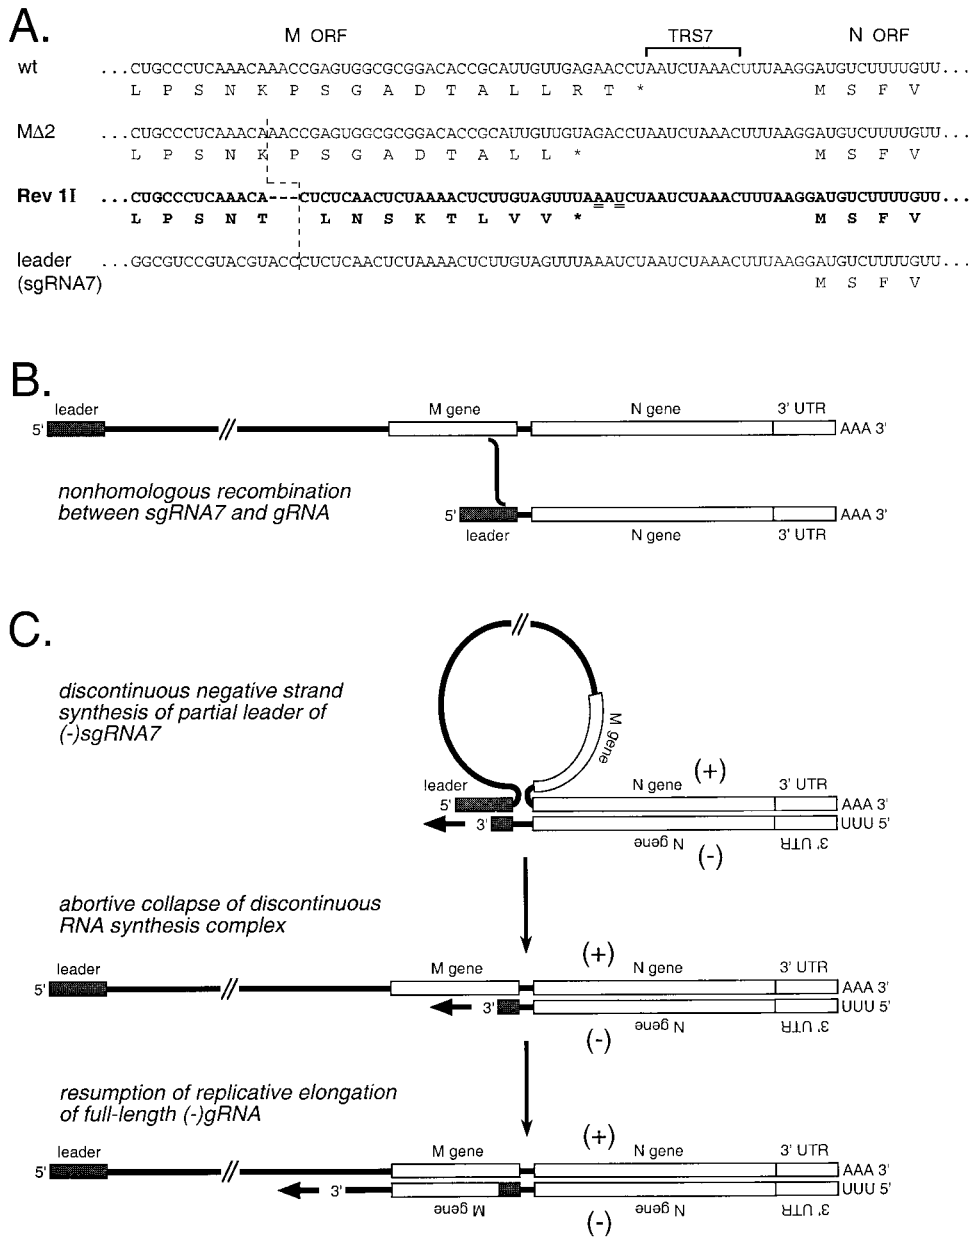 A.
M ORF
TRS7
N ORF
wt
...CUGCCCUCAAACAAACCGAGUGGCGCGGACACCGCAUUGUUGAGAACCUAAUCUAAACUUUAAGGAUGUCUUUUGUU...
L P S N K P S G A D T A L L R T * M S F V
MΔ2
...CUGCCCUCAAACAAACCGAGUGGCGCGGACACCGCAUUGUUGUAGACCUAAUCUAAACUUUAAGGAUGUCUUUUGUU...
L P S N K P S G A D T A L L * M S F V
Rev 1I
...CUGCCCUCAAACA---CUCUCAACUCUAAAACUCUUGUAGUUUAAAUCUAAUCUAAACUUUAAGGAUGUCUUUUGUU...
L P S N T L N S K T L V V * M S F V
leader
...GGCGUCCGUACGUACCCUCUCAACUCUAAAACUCUUGUAGUUUAAAUCUAAUCUAAACUUUAAGGAUGUCUUUUGUU...
(sgRNA7)
M S F V
B.
leader
M gene
N gene
3' UTR
5'
AAA 3'
nonhomologous recombination
between sgRNA7 and gRNA
5'
AAA 3'
leader
N gene
3' UTR
C.
discontinuous negative strand
synthesis of partial leader of
(-)sgRNA7
M gene
(+)
leader
N gene
3' UTR
5'
AAA 3'
3'
UUU 5'
N gene
3' UTR
(-)
abortive collapse of discontinuous
RNA synthesis complex
(+)
leader
M gene
N gene
3' UTR
5'
AAA 3'
3'
UUU 5'
N gene
3' UTR
(-)
resumption of replicative elongation
of full-length (-)gRNA
(+)
leader
M gene
N gene
3' UTR
5'
AAA 3'
3'
UUU 5'
M gene
N gene
3' UTR
(-)